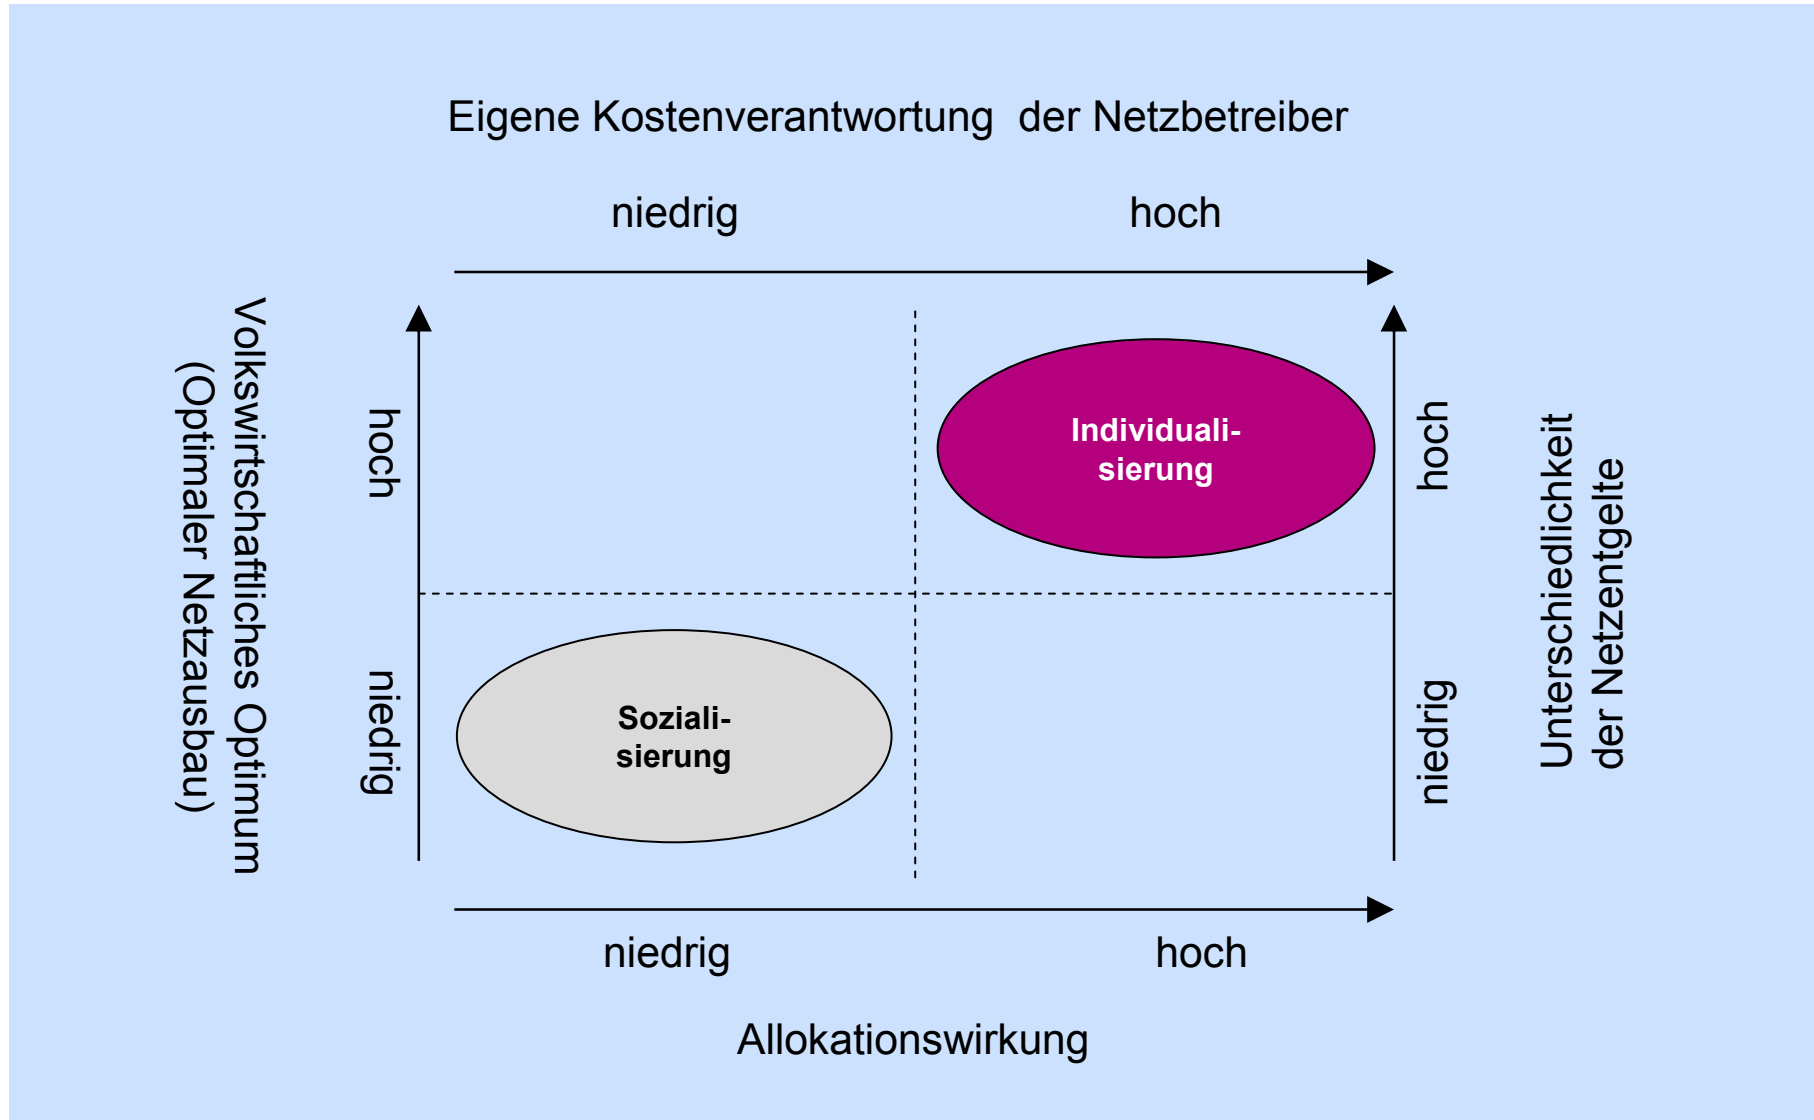 Eigene Kostenverantwortung der Netzbetreiber
niedrig
hoch
Volkswirtschaftliches Optimum
(Optimaler Netzausbau)
hoch
niedrig
Individuali-
sierung
Soziali-
sierung
hoch
niedrig
Unterschiedlichkeit
der Netzentgelte
niedrig
hoch
Allokationswirkung